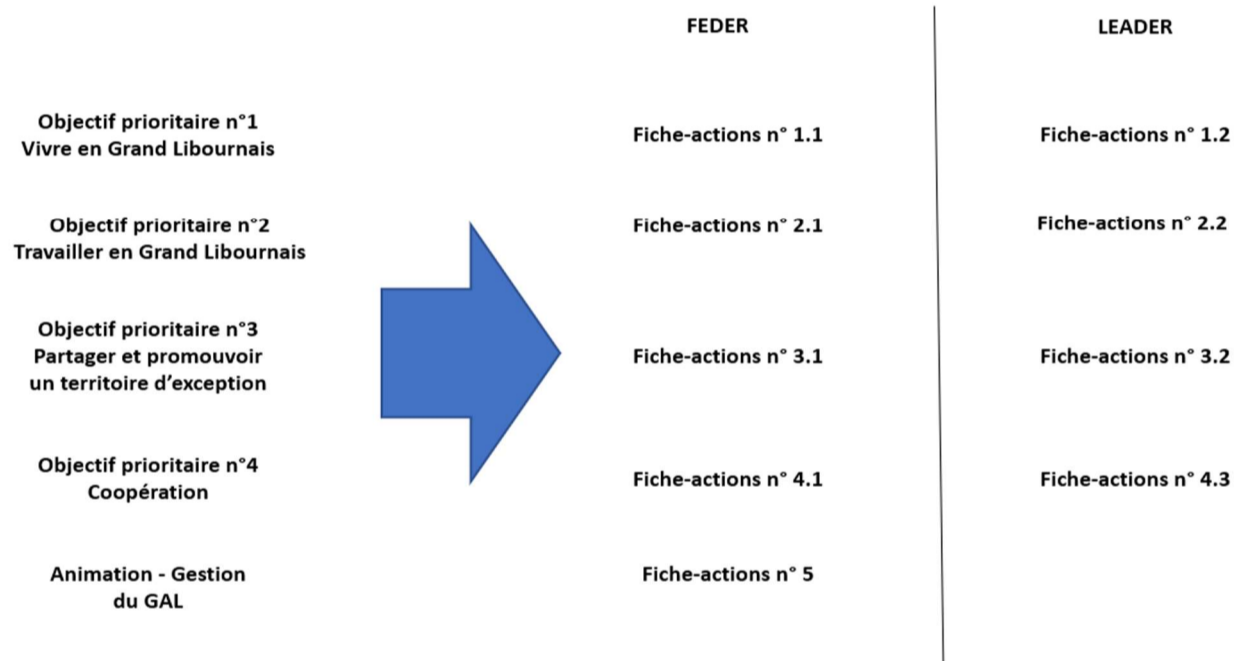 FEDER
LEADER
Objectif prioritaire n°1
Vivre en Grand Libournais
Fiche-actions n° 1.1
Fiche-actions n° 1.2
Objectif prioritaire n°2
Travailler en Grand Libournais
Fiche-actions n° 2.1
Fiche-actions n° 2.2
Objectif prioritaire n°3
Partager et promouvoir
un territoire d’exception
Fiche-actions n° 3.1
Fiche-actions n° 3.2
Objectif prioritaire n°4
Coopération
Fiche-actions n° 4.1
Fiche-actions n° 4.3
Animation - Gestion
du GAL
Fiche-actions n° 5